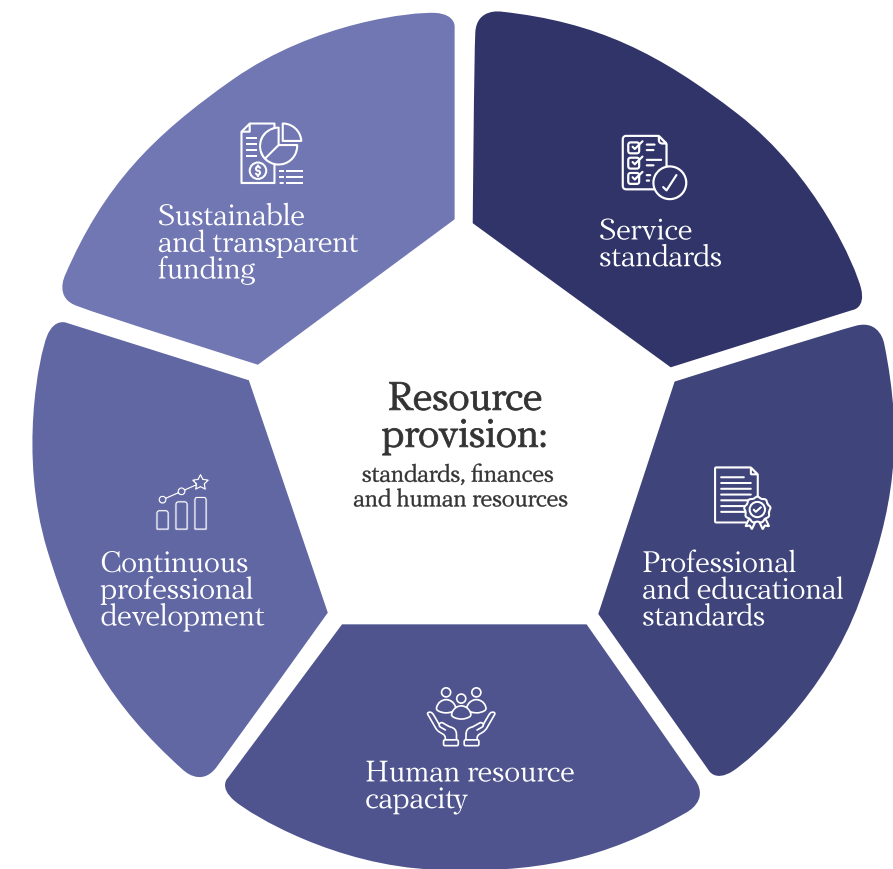 Sustainable
and transparent
funding
Service
standards
Resource
provision:
standards, finances
and human resources
Continuous
professional
development
Professional
and educational
standards
Human resource
capacity
$